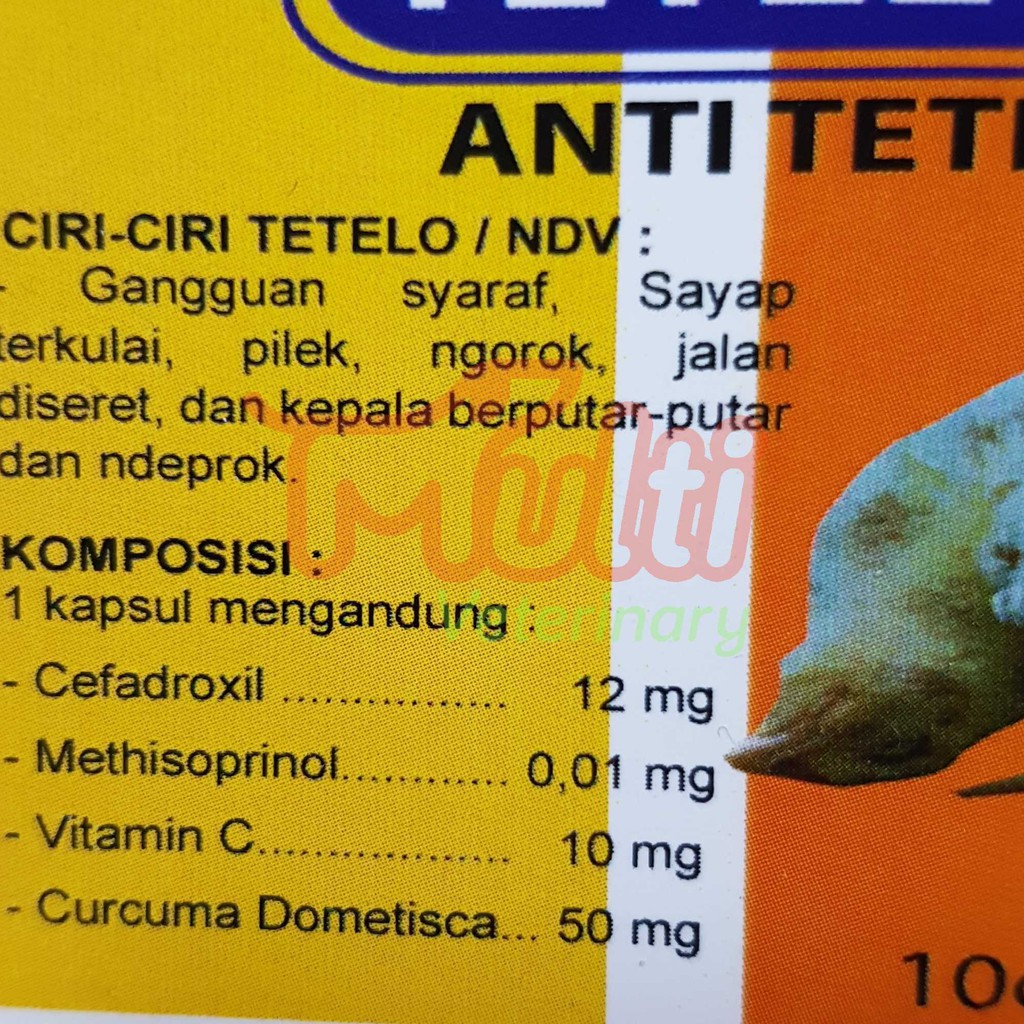 ANTI
CIRI-CIRI TETELO / NDV :
- Gangguan syaraf, Sayap
terkulai, pilek, ngorok, jalan
diseret, dan kepala berputar-putar
dan ndeprok.
Multi
Veterinary
KOMPOSISI :
1 kapsul mengandung :
- Cefadroxil ................ 12 mg
- Methisoprinol............ 0,01 mg
- Vitamin C.................. 10 mg
- Curcuma Dometisca... 50 mg
10